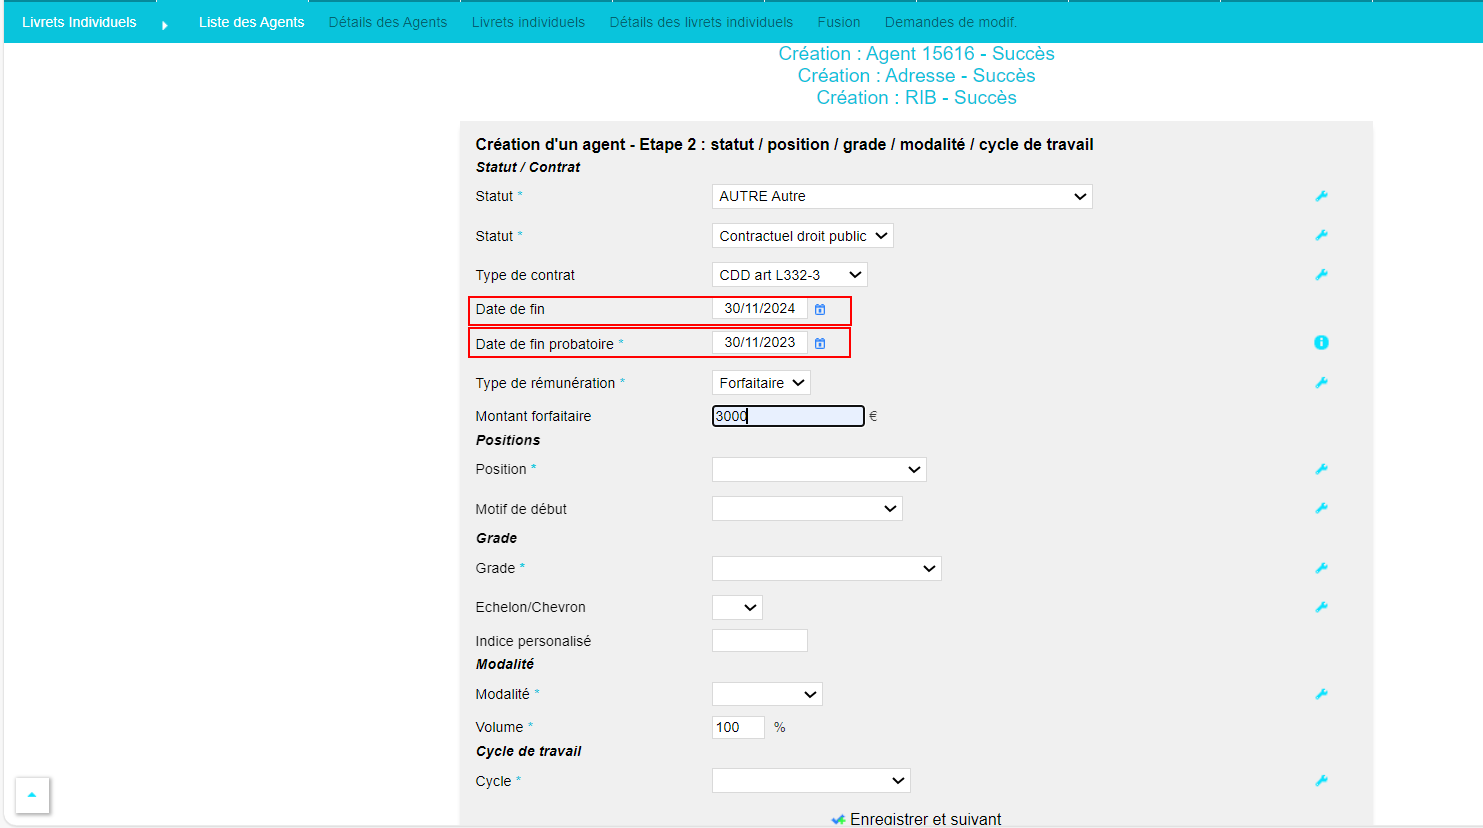 Livrets Individuels Liste des Agents Détails des Agents Livrets individuels Détails des livrets individuels Fusion Demandes de modif.
Création : Agent 15616 - Succès
Création : Adresse - Succès
Création : RIB - Succès
Création d'un agent - Etape 2 : statut / position / grade / modalité / cycle de travail
Statut / Contrat
Statut * AUTRE Autre
Statut * Contractuel droit public
Type de contrat CDD art L332-3
Date de fin 30/11/2024
Date de fin probatoire * 30/11/2023
Type de rémunération * Forfaitaire
Montant forfaitaire 3000 €
Positions
Position *
Motif de début
Grade
Grade *
Echelon/Chevron
Indice personalisé
Modalité
Modalité *
Volume * 100 %
Cycle de travail
Cycle *
Enregistrer et suivant